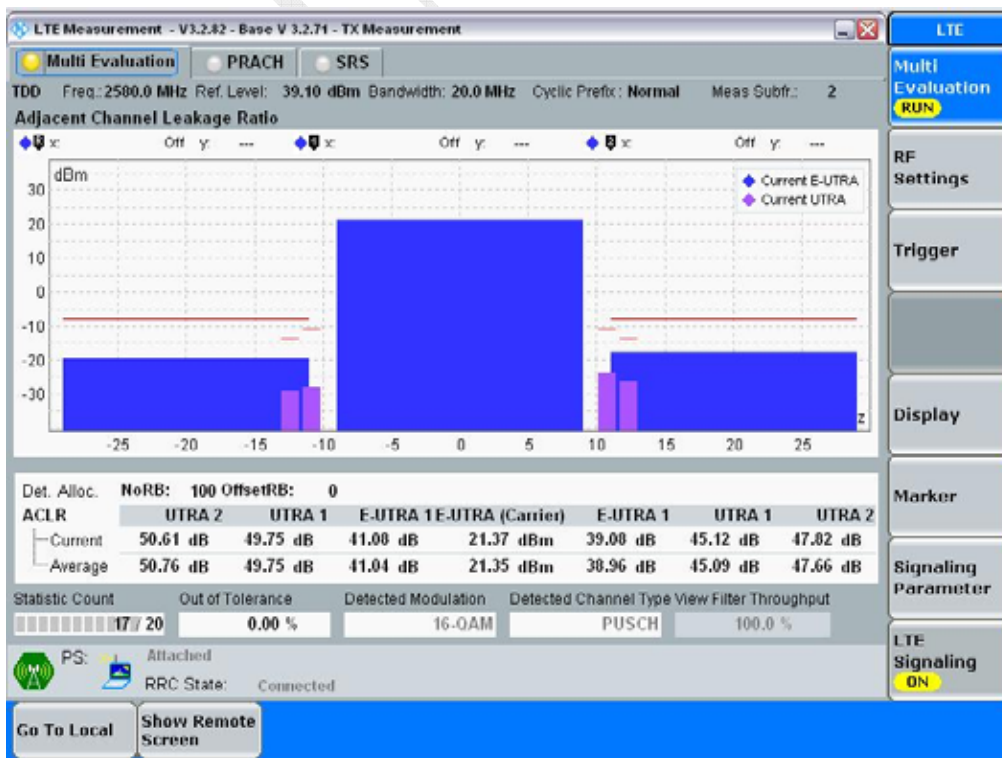 LTE Measurement - V3.2.82 - Base V 3.2.71 - TX Measurement
LTE
Multi Evaluation PRACH SRS
Multi Evaluation
RUN
TDD Freq.: 2580.0 MHz Ref. Level: 39.10 dBm Bandwidth: 20.0 MHz Cyclic Prefix: Normal Meas Subfr.: 2
Adjacent Channel Leakage Ratio
x: Off y: --- x: Off y: --- x: Off y: ---
dBm
Current E-UTRA
Current UTRA
30
20
10
0
-10
-20
-30
z
-25 -20 -15 -10 -5 0 5 10 15 20 25
Det. Alloc. NoRB: 100 OffsetRB: 0
ACLR UTRA 2 UTRA 1 E-UTRA 1 E-UTRA (Carrier) E-UTRA 1 UTRA 1 UTRA 2
Current 50.61 dB 49.75 dB 41.08 dB 21.37 dBm 39.08 dB 45.12 dB 47.82 dB
Average 50.76 dB 49.75 dB 41.04 dB 21.35 dBm 38.96 dB 45.09 dB 47.66 dB
Statistic Count Out of Tolerance Detected Modulation Detected Channel Type View Filter Throughput
17 / 20 0.00 % 16-QAM PUSCH 100.0 %
PS: Attached
RRC State: Connected
RF
Settings
Trigger
Display
Marker
Signaling
Parameter
LTE
Signaling
ON
Go To Local
Show Remote
Screen